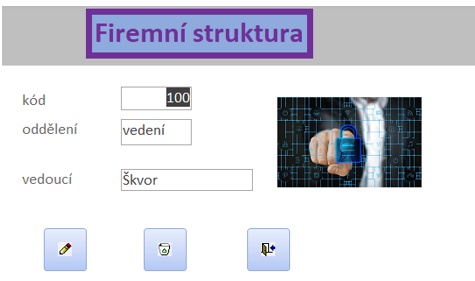 Firemní struktura
kód 100
oddělení vedení
vedoucí Škvor